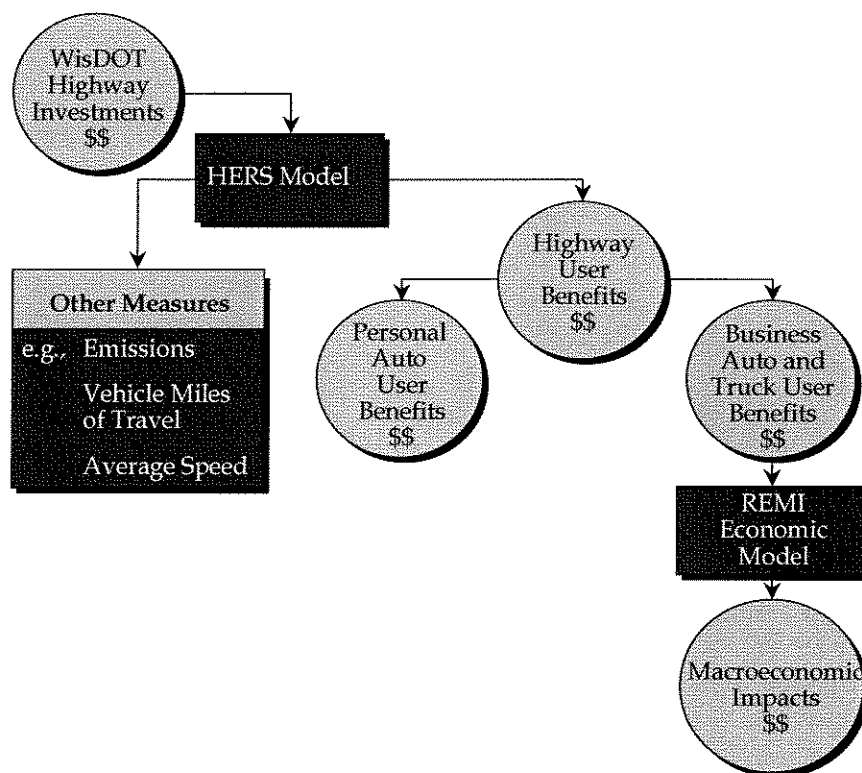 WisDOT
Highway
Investments
$$
HERS Model
Other Measures
e.g., Emissions
Vehicle Miles
of Travel
Average Speed
Highway
User
Benefits
$$
Personal
Auto
User
Benefits
$$
Business
Auto and
Truck User
Benefits
$$
REMI
Economic
Model
Macroeconomic
Impacts
$$